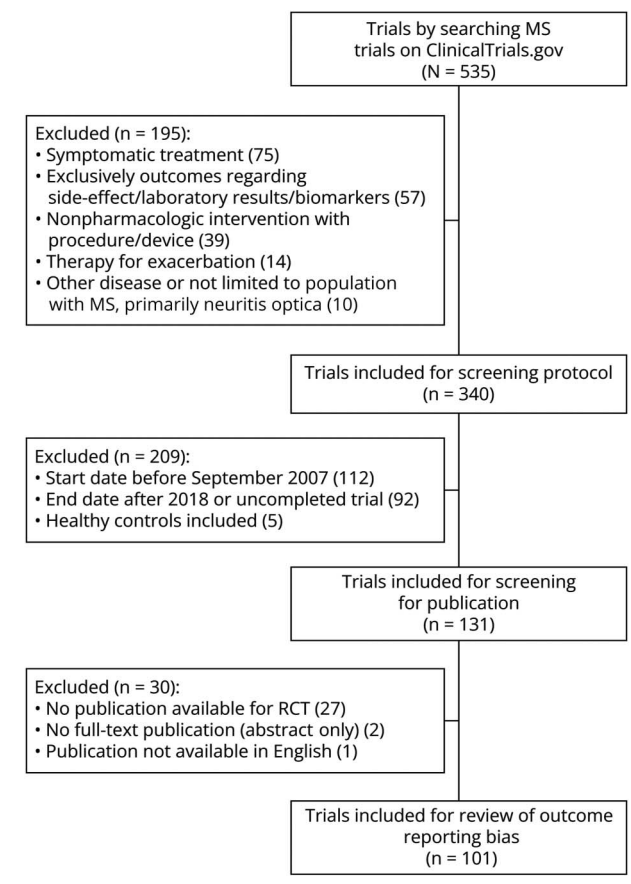 Trials by searching MS
trials on ClinicalTrials.gov
(N = 535)
Excluded (n = 195):
• Symptomatic treatment (75)
• Exclusively outcomes regarding
side-effect/laboratory results/biomarkers (57)
• Nonpharmacologic intervention with
procedure/device (39)
• Therapy for exacerbation (14)
• Other disease or not limited to population
with MS, primarily neuritis optica (10)
Trials included for screening protocol
(n = 340)
Excluded (n = 209):
• Start date before September 2007 (112)
• End date after 2018 or uncompleted trial (92)
• Healthy controls included (5)
Trials included for screening
for publication
(n = 131)
Excluded (n = 30):
• No publication available for RCT (27)
• No full-text publication (abstract only) (2)
• Publication not available in English (1)
Trials included for review of outcome
reporting bias
(n = 101)